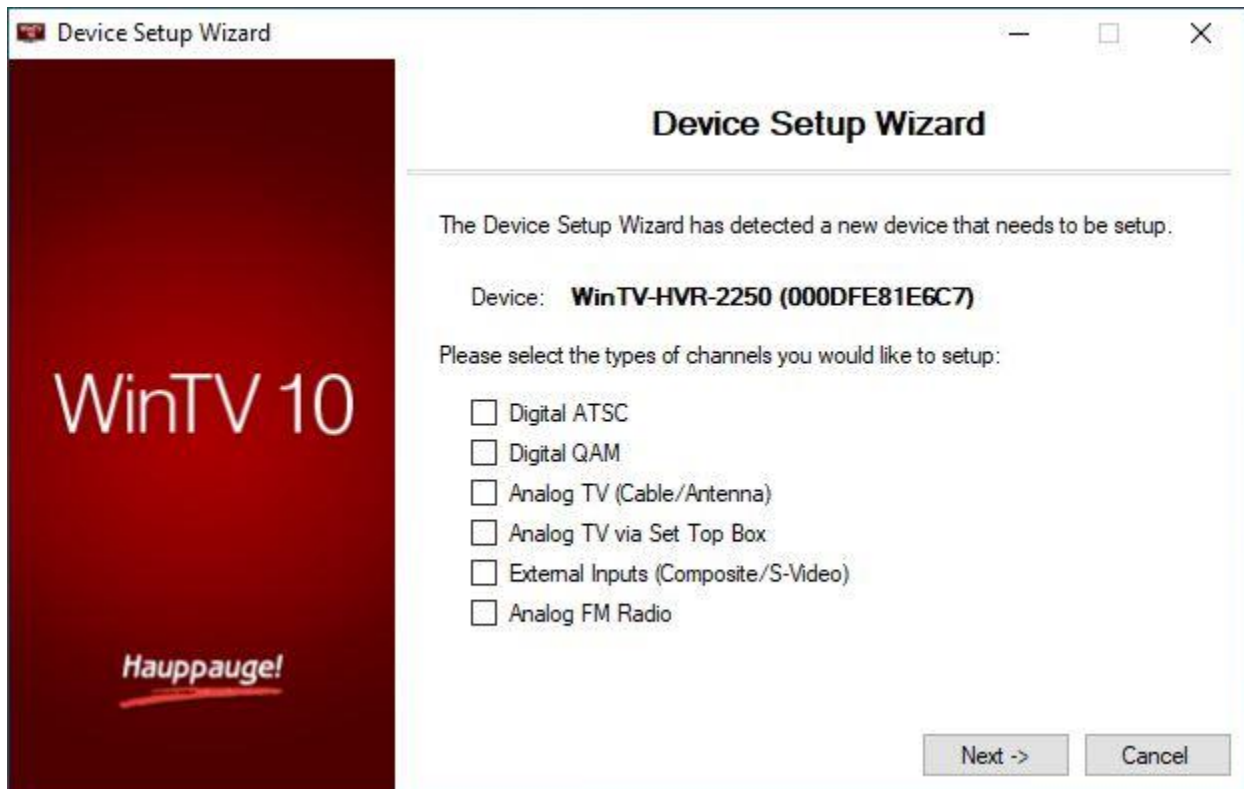 Device Setup Wizard
Device Setup Wizard
The Device Setup Wizard has detected a new device that needs to be setup.
Device: WinTV-HVR-2250 (000DFE81E6C7)
Please select the types of channels you would like to setup:
Digital ATSC
Digital QAM
Analog TV (Cable/Antenna)
Analog TV via Set Top Box
External Inputs (Composite/S-Video)
Analog FM Radio
WinTV 10
Hauppauge!
Next ->
Cancel